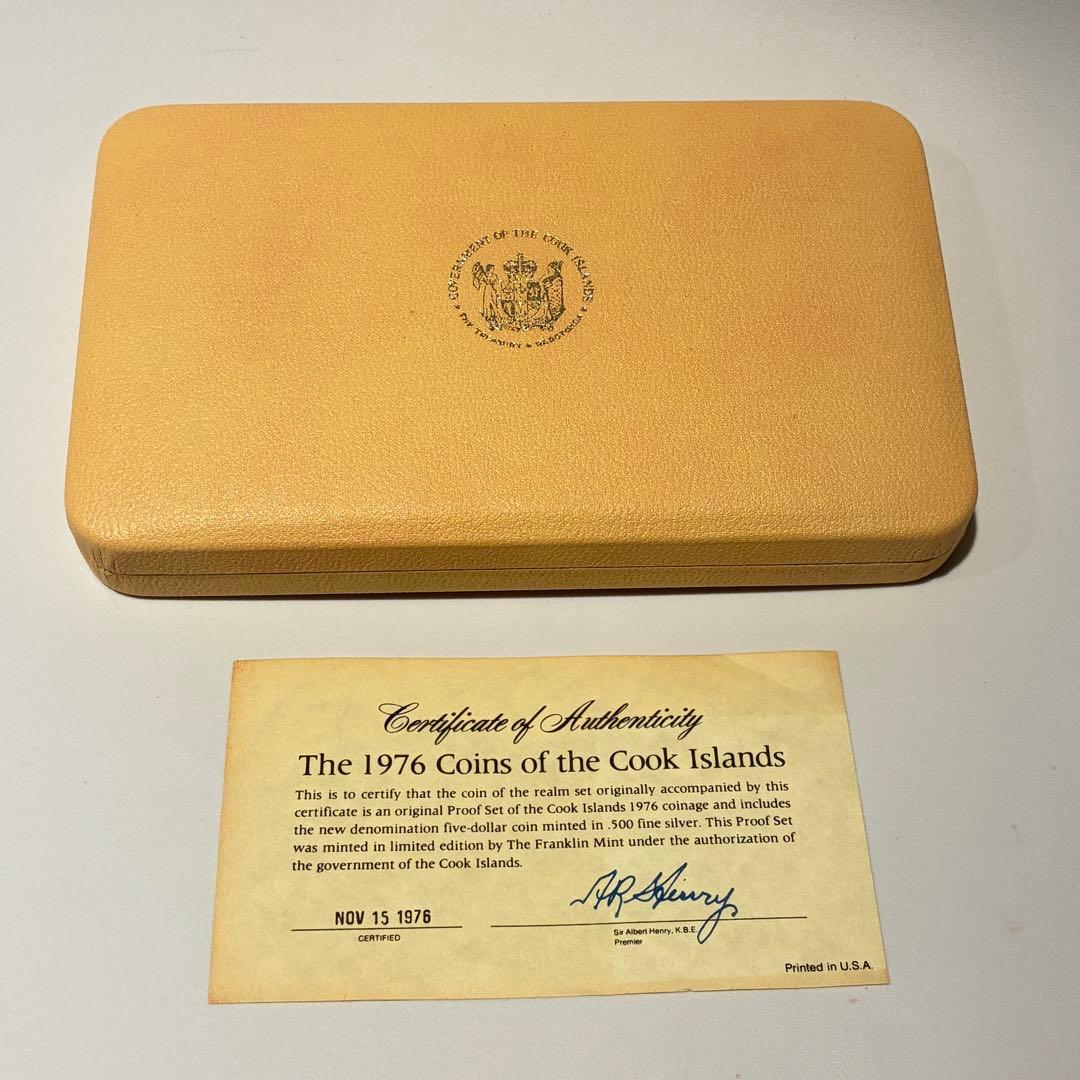 GOVERNMENT OF THE COOK ISLANDS
THE TREASURY ★ RAROTONGA
Certificate of Authenticity
The 1976 Coins of the Cook Islands
This is to certify that the coin of the realm set originally accompanied by this
certificate is an original Proof Set of the Cook Islands 1976 coinage and includes
the new denomination five-dollar coin minted in .500 fine silver. This Proof Set
was minted in limited edition by The Franklin Mint under the authorization of
the government of the Cook Islands.
NOV 15 1976
CERTIFIED
AR Henry
Sir Albert Henry, K.B.E.
Premier
Printed in U.S.A.